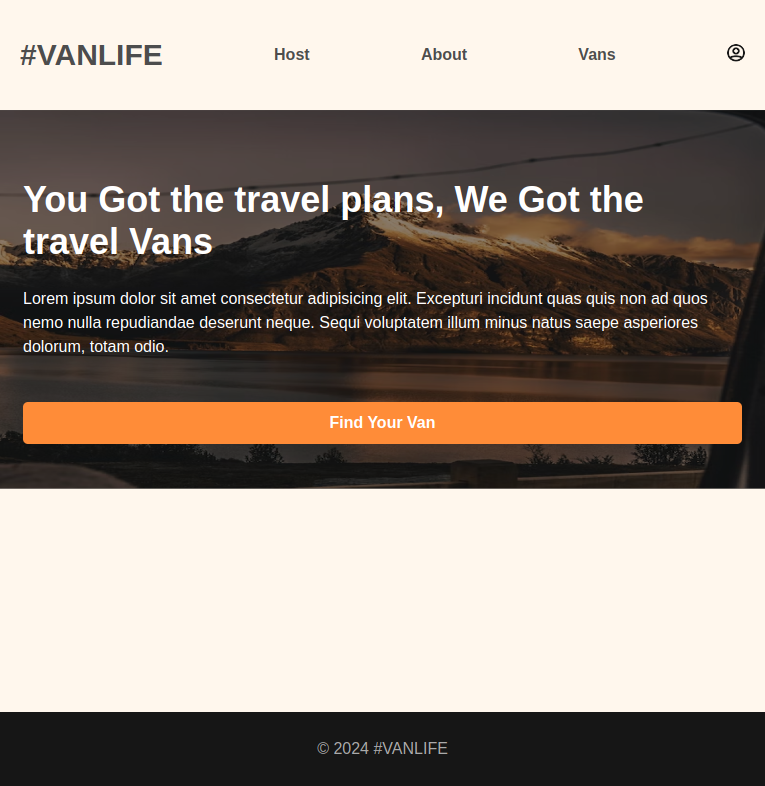 #VANLIFE
Host
About
Vans
You Got the travel plans, We Got the
travel Vans
Lorem ipsum dolor sit amet consectetur adipisicing elit. Excepturi incidunt quas quis non ad quos
nemo nulla repudiandae deserunt neque. Sequi voluptatem illum minus natus saepe asperiores
dolorum, totam odio.
Find Your Van
© 2024 #VANLIFE